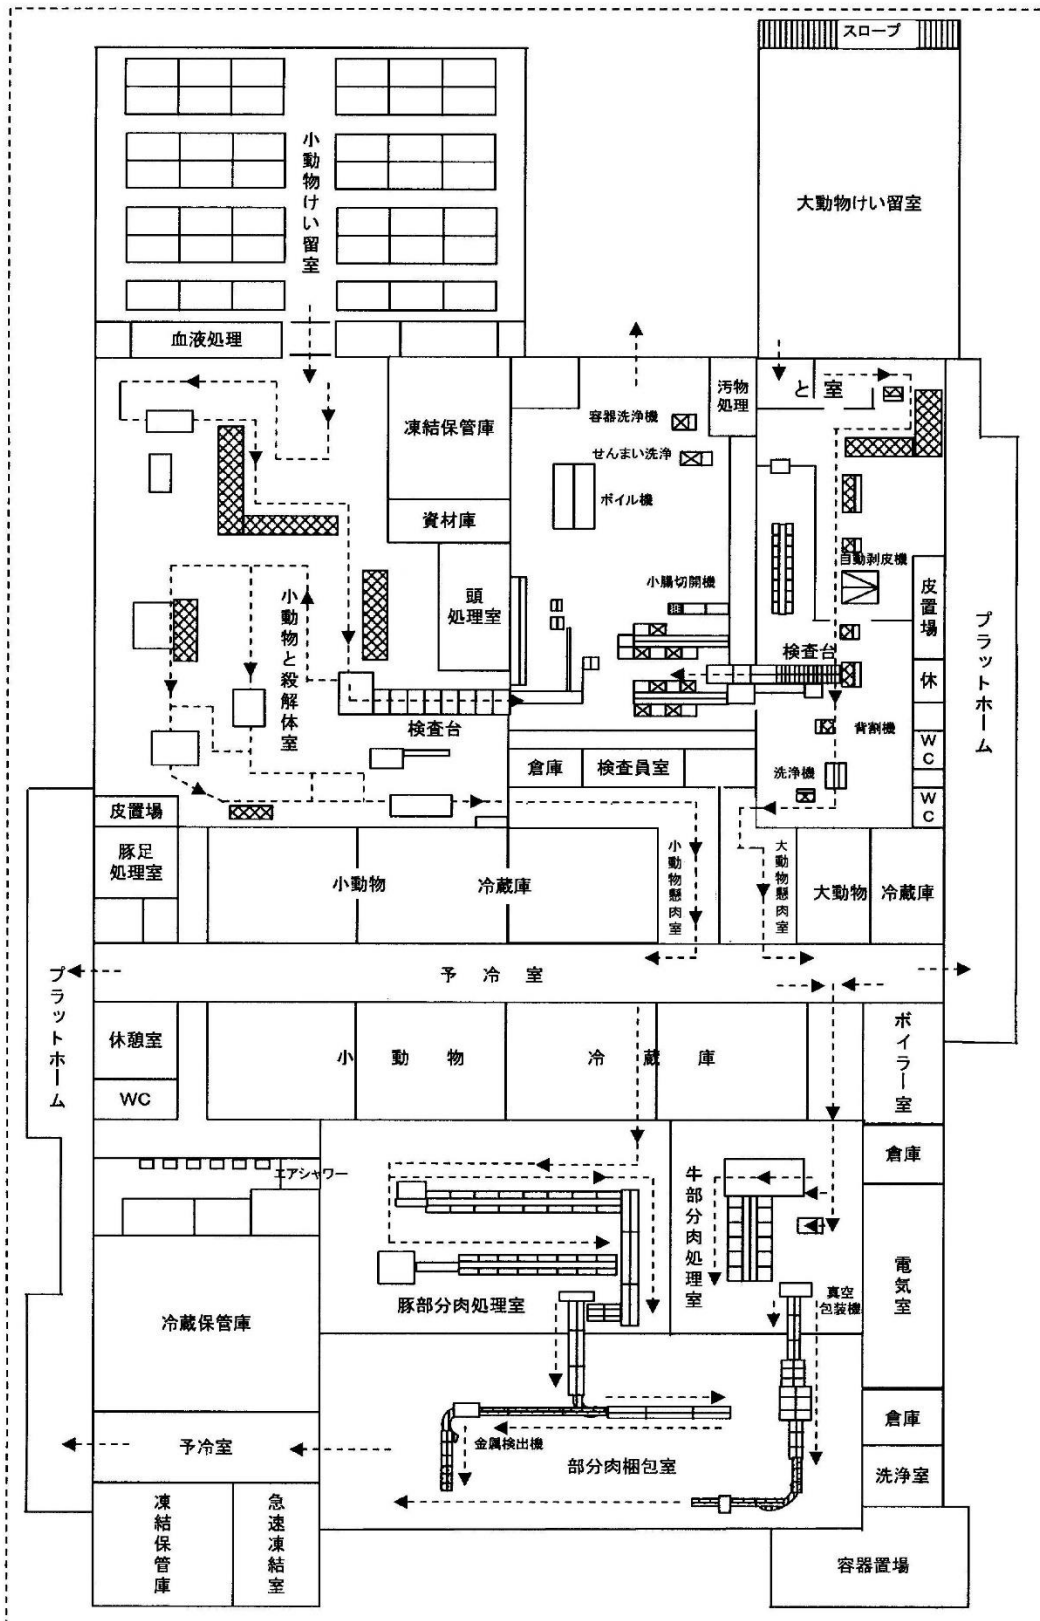 スロープ
小動物けい留室
大動物けい留室
血液処理
凍結保管庫
汚物
処理
と室
容器洗浄機
せんまい洗浄
ボイル機
資材庫
頭
処理室
小腸切開機
自動剥皮機
皮置場
小動物と殺解体室
検査台
検査台
休
プラットホーム
背割機
WC
洗浄機
WC
倉庫
検査員室
皮置場
豚足
処理室
小動物
冷蔵庫
小動物懸肉室
大動物懸肉室
大動物
冷蔵庫
プラットホーム
予冷室
休憩室
小動物
冷蔵庫
ボイラー室
WC
倉庫
エアシャワー
牛部分肉処理室
電気室
豚部分肉処理室
真空
包装機
冷蔵保管庫
倉庫
予冷室
金属検出機
部分肉梱包室
洗浄室
凍結保管庫
急速凍結室
容器置場